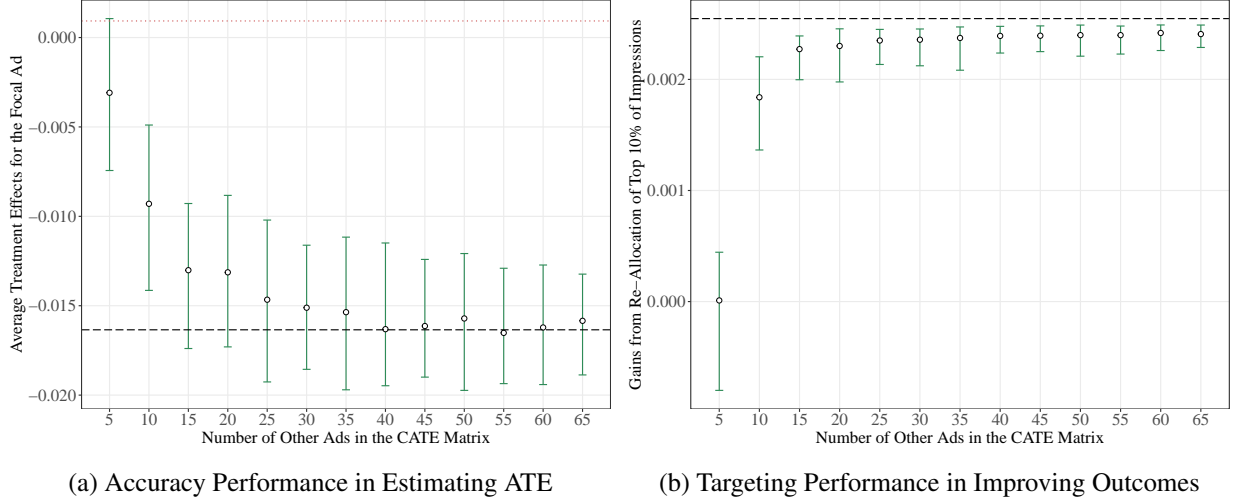 Average Treatment Effects for the Focal Ad
0.000
−0.005
−0.010
−0.015
−0.020
5 10 15 20 25 30 35 40 45 50 55 60 65
Number of Other Ads in the CATE Matrix
(a) Accuracy Performance in Estimating ATE
Gains from Re−Allocation of Top 10% of Impressions
0.002
0.001
0.000
5 10 15 20 25 30 35 40 45 50 55 60 65
Number of Other Ads in the CATE Matrix
(b) Targeting Performance in Improving Outcomes